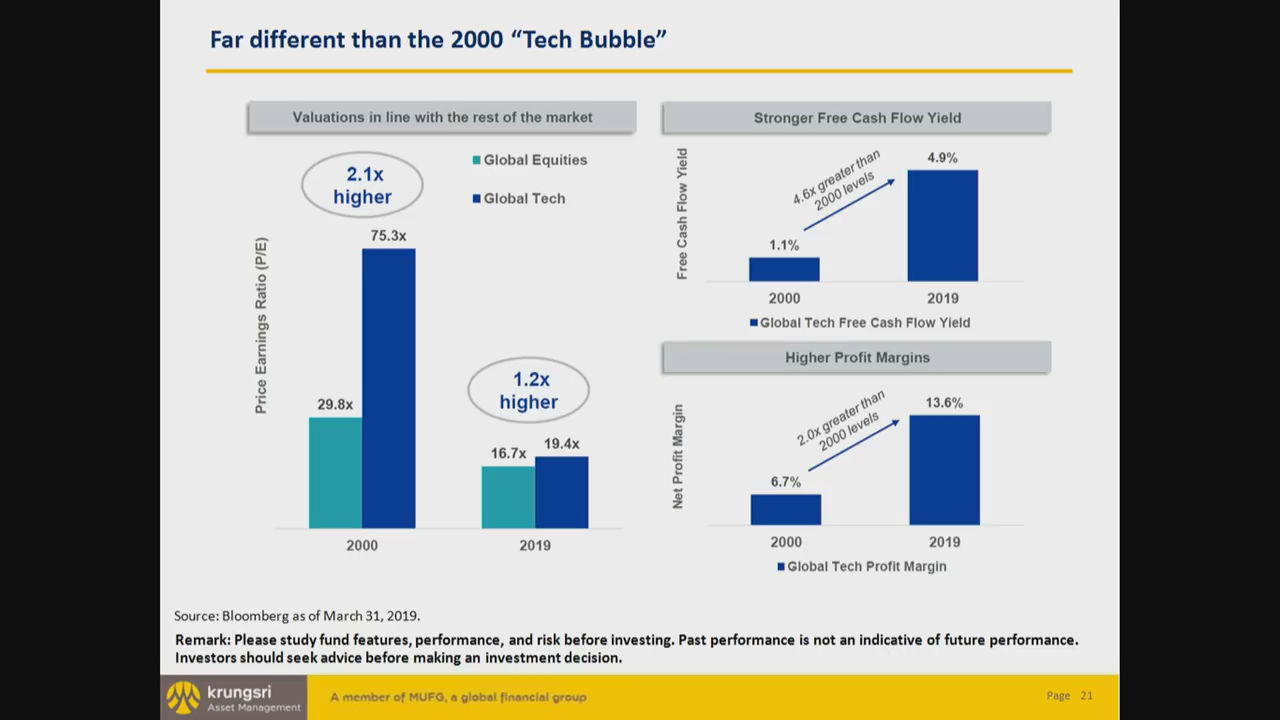 Far different than the 2000 “Tech Bubble”
Valuations in line with the rest of the market
2.1x
higher
Global Equities
Global Tech
75.3x
29.8x
1.2x
higher
16.7x
19.4x
Price Earnings Ratio (P/E)
2000
2019
Stronger Free Cash Flow Yield
Free Cash Flow Yield
4.6x greater than
2000 levels
4.9%
1.1%
2000
2019
Global Tech Free Cash Flow Yield
Higher Profit Margins
Net Profit Margin
2.0x greater than
2000 levels
13.6%
6.7%
2000
2019
Global Tech Profit Margin
Source: Bloomberg as of March 31, 2019.
Remark: Please study fund features, performance, and risk before investing. Past performance is not an indicative of future performance.
Investors should seek advice before making an investment decision.
krungsri
Asset Management
A member of MUFG, a global financial group
Page 21